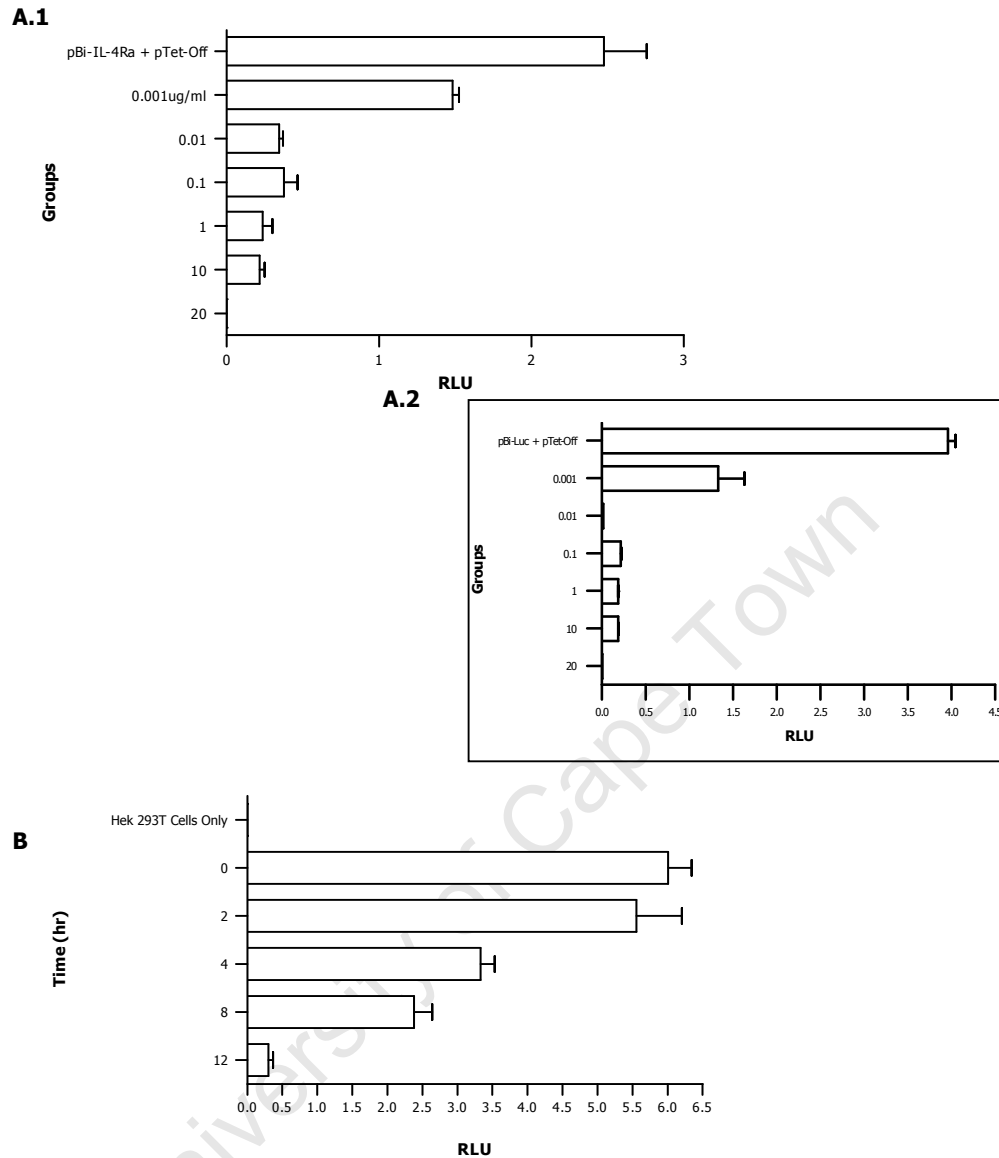 A.1
pBi-IL-4Ra + pTet-Off
0.001ug/ml
0.01
0.1
1
10
20
Groups
0 1 2 3
RLU
A.2
pBi-Luc + pTet-Off
0.001
0.01
0.1
1
10
20
Groups
0.0 0.5 1.0 1.5 2.0 2.5 3.0 3.5 4.0 4.5
RLU
B
Hek 293T Cells Only
0
2
4
8
12
Time (hr)
0.0 0.5 1.0 1.5 2.0 2.5 3.0 3.5 4.0 4.5 5.0 5.5 6.0 6.5
RLU
University of Cape Town